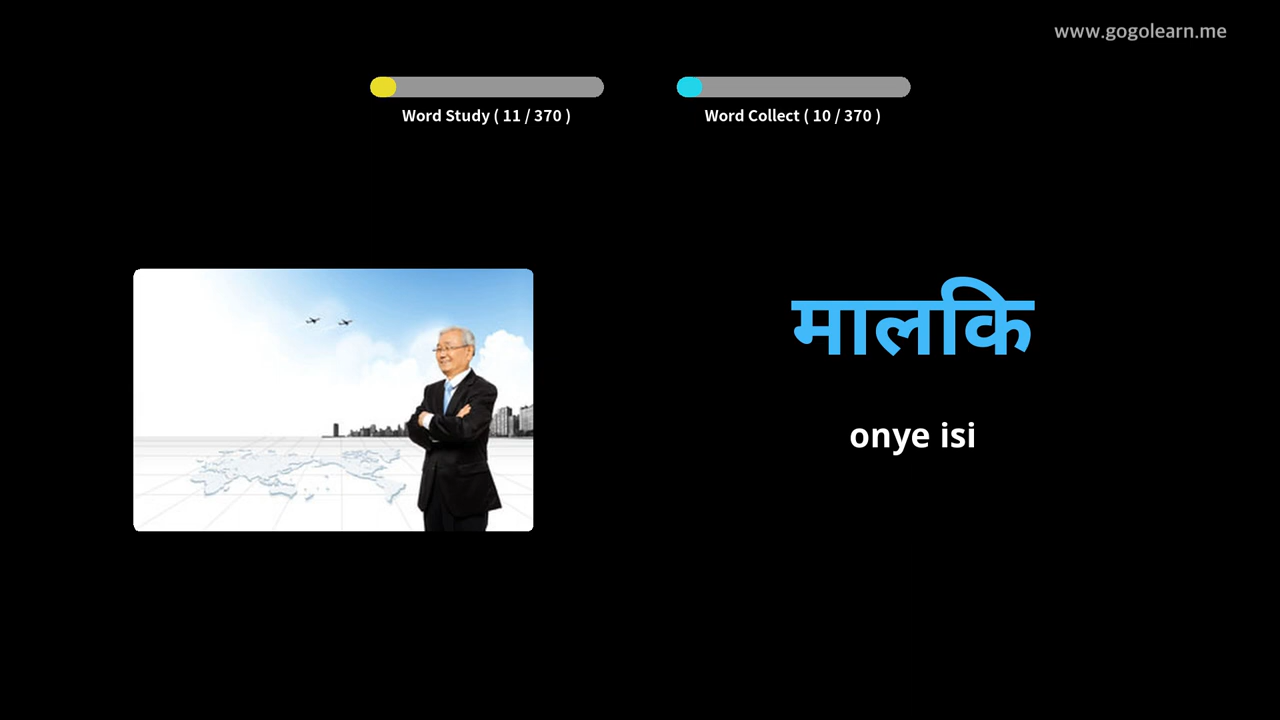 www.gogolearn.me
Word Study ( 11 / 370 )
Word Collect ( 10 / 370 )
मालकि
onye isi